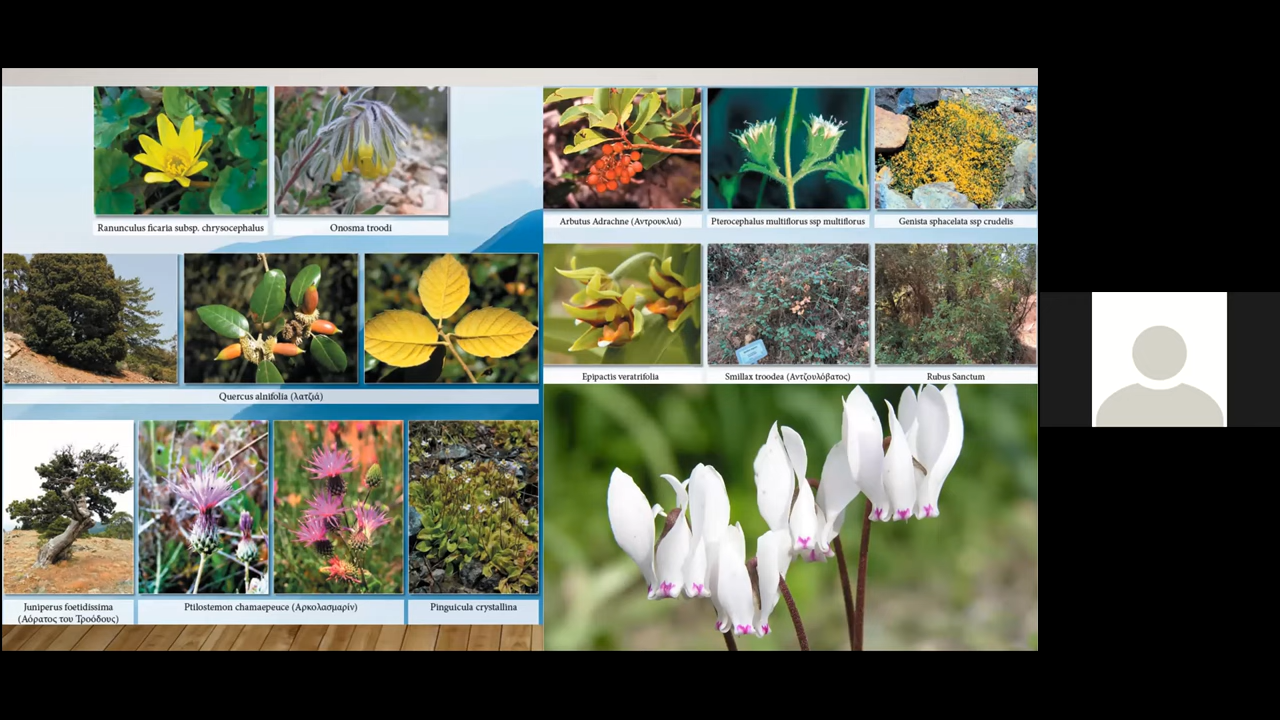 Ranunculus ficaria subsp. chrysocephalus
Onosma troodi
Quercus alnifolia (λατζιά)
Juniperus foetidissima
(Αόρατος του Τροόδους)
Ptilostemon chamaepeuce (Αρκολασμαρίν)
Pinguicula crystallina
Arbutus Adrachne (Αντρουκλιά)
Pterocephalus multiflorus ssp multiflorus
Genista sphacelata ssp crudelis
Epipactis veratrifolia
Smillax troodea (Αντζουλόβατος)
Rubus Sanctum